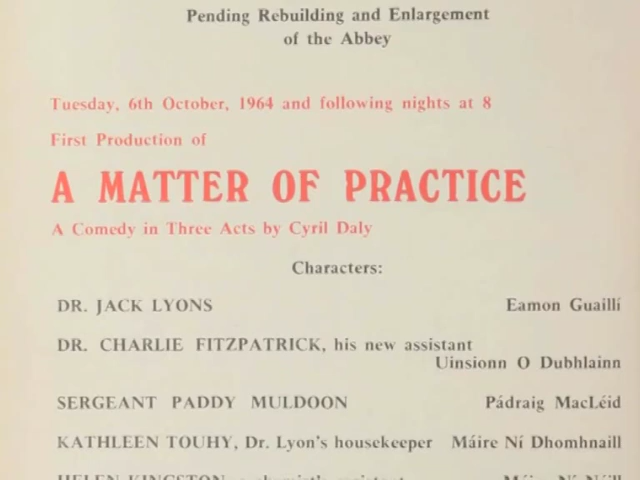 Pending Rebuilding and Enlargement
of the Abbey
Tuesday, 6th October, 1964 and following nights at 8
First Production of
A MATTER OF PRACTICE
A Comedy in Three Acts by Cyril Daly
Characters:
DR. JACK LYONS Eamon Guaillí
DR. CHARLIE FITZPATRICK, his new assistant
Uinsionn O Dubhlainn
SERGEANT PADDY MULDOON Pádraig MacLéid
KATHLEEN TOUHY, Dr. Lyon's housekeeper Máire Ní Dhomhnaill
HELEN KINGSTON